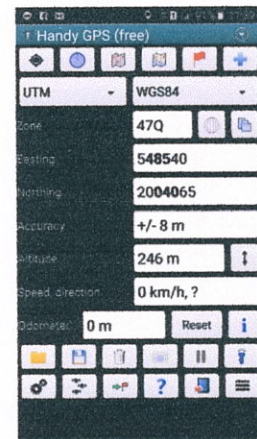 Handy GPS (free)
UTM WGS84
Zone 47Q
Easting 548540
Northing 2004065
Accuracy +/- 8 m
Altitude 246 m
Speed, direction 0 km/h, ?
Odometer 0 m Reset i
?